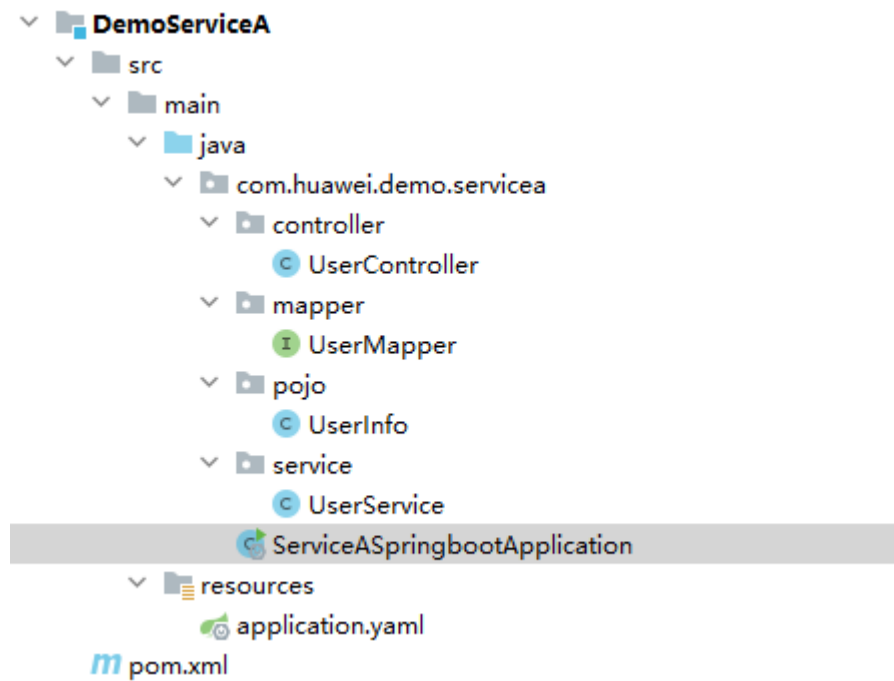 DemoServiceA
src
main
java
com.huawei.demo.servicea
controller
C UserController
mapper
I UserMapper
pojo
C UserInfo
service
C UserService
C ServiceASpringbootApplication
resources
application.yaml
m pom.xml